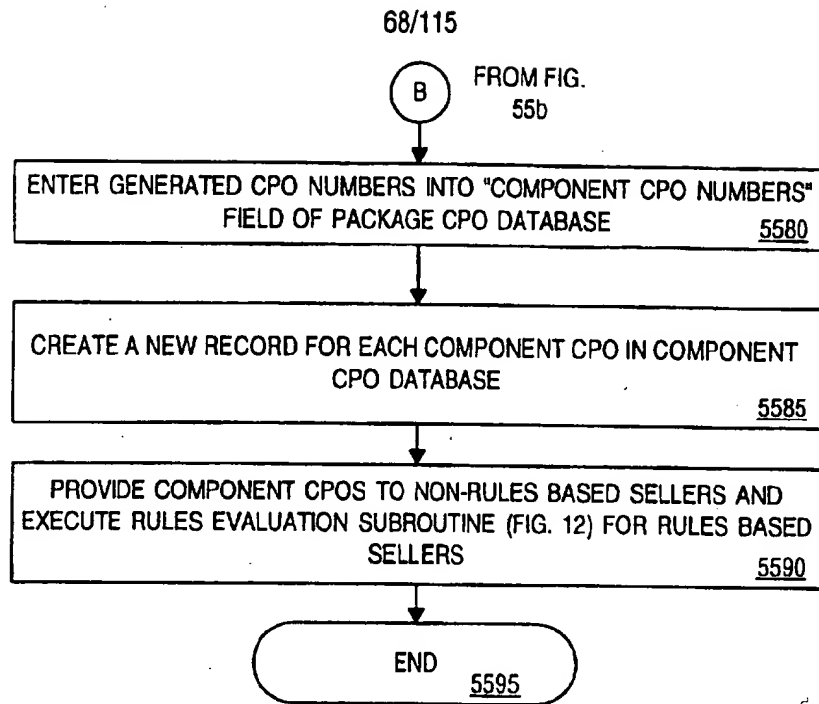 68/115
B
FROM FIG.
55b
ENTER GENERATED CPO NUMBERS INTO "COMPONENT CPO NUMBERS"
FIELD OF PACKAGE CPO DATABASE
5580
CREATE A NEW RECORD FOR EACH COMPONENT CPO IN COMPONENT
CPO DATABASE
5585
PROVIDE COMPONENT CPOS TO NON-RULES BASED SELLERS AND
EXECUTE RULES EVALUATION SUBROUTINE (FIG. 12) FOR RULES BASED
SELLERS
5590
END
5595